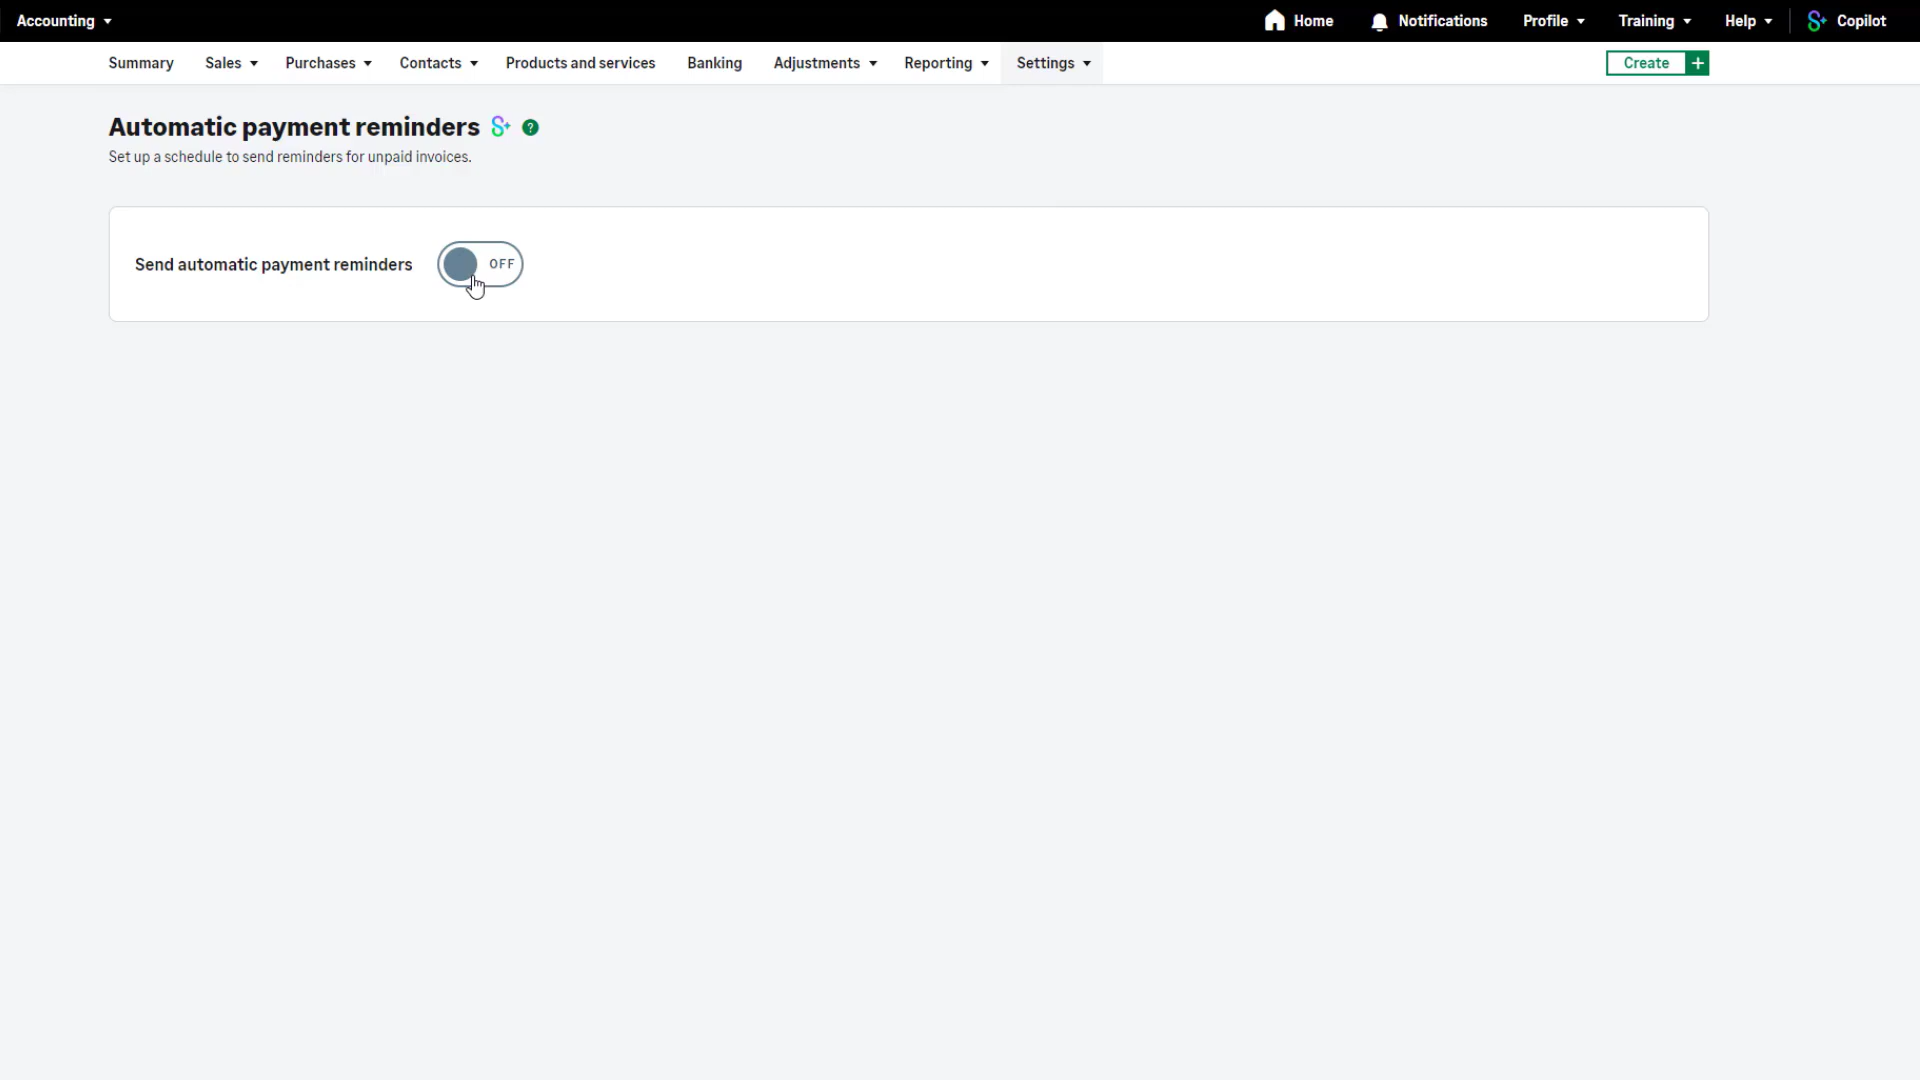 Accounting
Home
Notifications
Profile
Training
Help
Copilot
Summary
Sales
Purchases
Contacts
Products and services
Banking
Adjustments
Reporting
Settings
Create +
Automatic payment reminders ?
Set up a schedule to send reminders for unpaid invoices.
Send automatic payment reminders
OFF